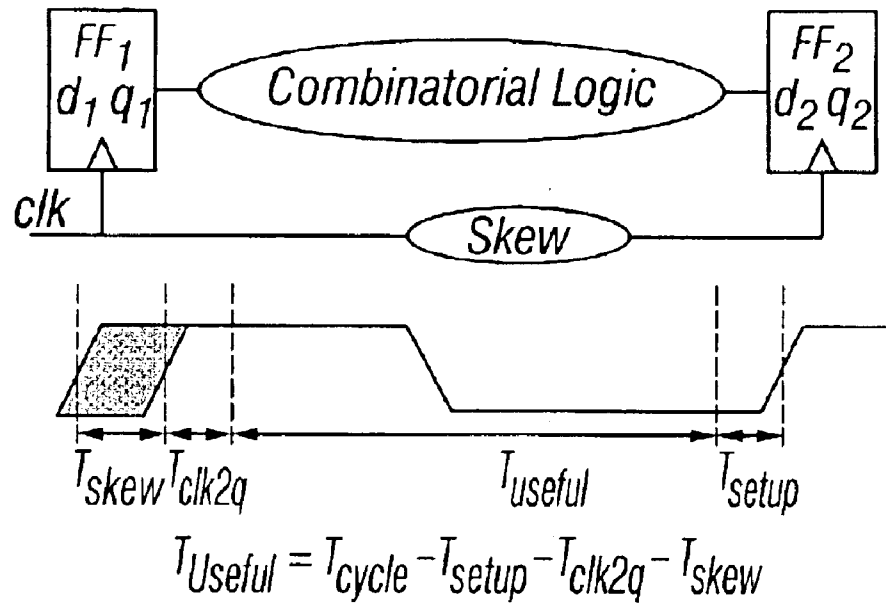 FF1 FF2
d1 q1 Combinatorial Logic d2 q2
clk Skew
Tskew Tclk2q Tuseful Tsetup
TUseful = Tcycle - Tsetup - Tclk2q - Tskew